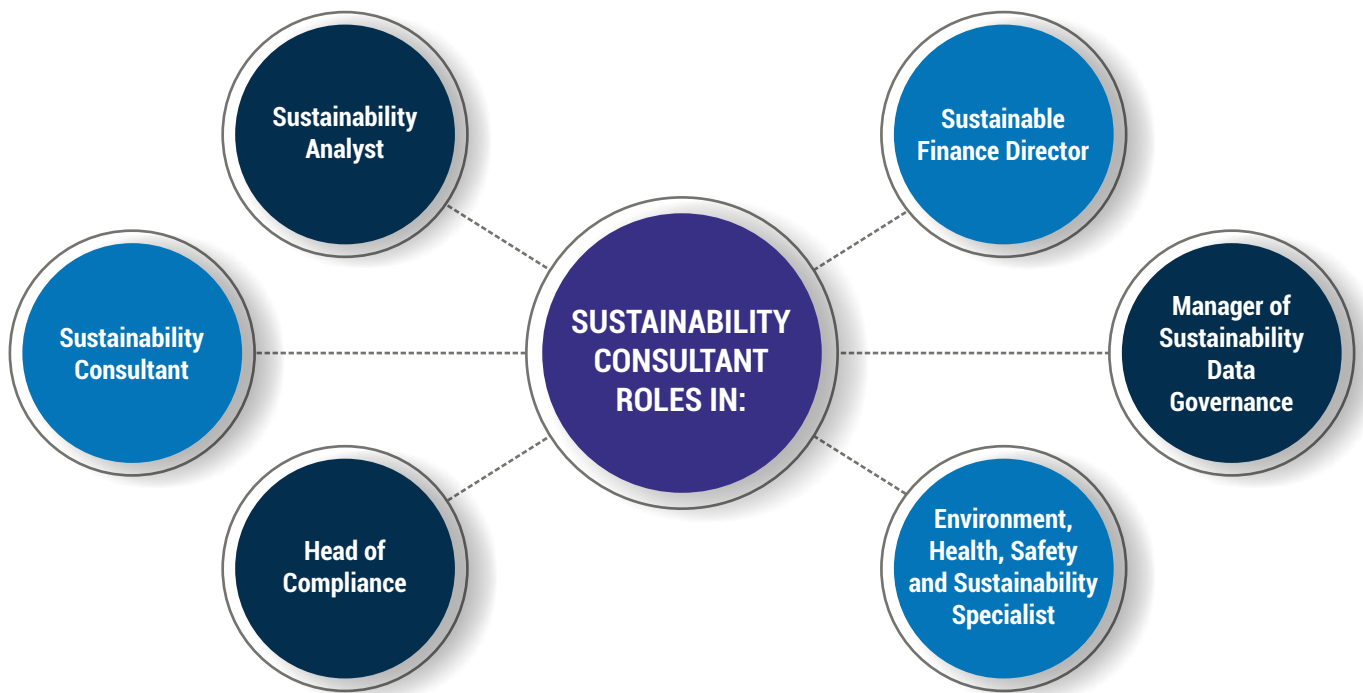 Sustainability
Analyst
Sustainable
Finance Director
Sustainability
Consultant
SUSTAINABILITY
CONSULTANT
ROLES IN:
Manager of
Sustainability
Data
Governance
Head of
Compliance
Environment,
Health, Safety
and Sustainability
Specialist